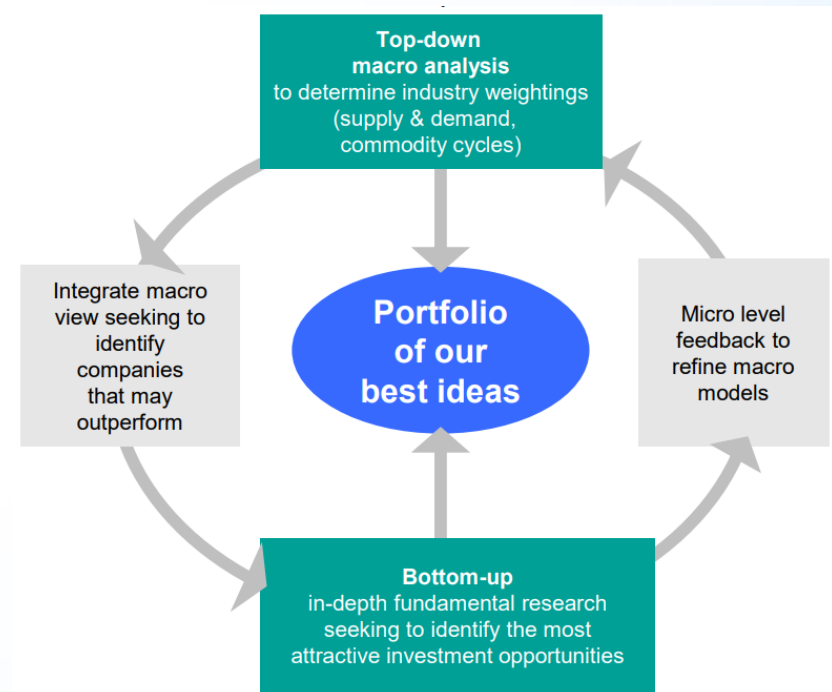 Top-down
macro analysis
to determine industry weightings
(supply & demand,
commodity cycles)
Integrate macro
view seeking to
identify
companies
that may
outperform
Portfolio
of our
best ideas
Micro level
feedback to
refine macro
models
Bottom-up
in-depth fundamental research
seeking to identify the most
attractive investment opportunities